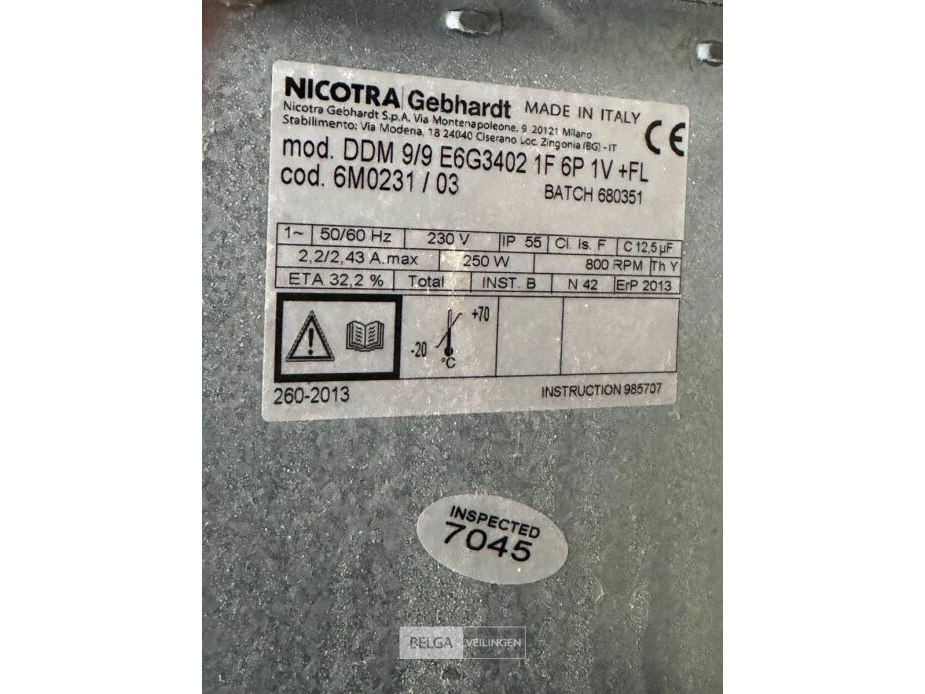 NICOTRA|Gebhardt MADE IN ITALY CE
Nicotra Gebhardt S.p.A. Via Montenapoleone, 9 20121 Milano
Stabilimento: Via Modena, 18 24040 Ciserano Loc. Zingonia (BG) - IT
mod. DDM 9/9 E6G3402 1F 6P 1V +FL
cod. 6M0231 / 03 BATCH 680351
1~ 50/60 Hz 230 V IP 55 Cl. Is. F C 12,5 µF
2,2/2,43 A.max 250 W 800 RPM Th Y
ETA 32,2 % Total INST. B N 42 ErP 2013
+70
-20
°C
260-2013 INSTRUCTION 985707
INSPECTED
7045
BELGA VEILINGEN